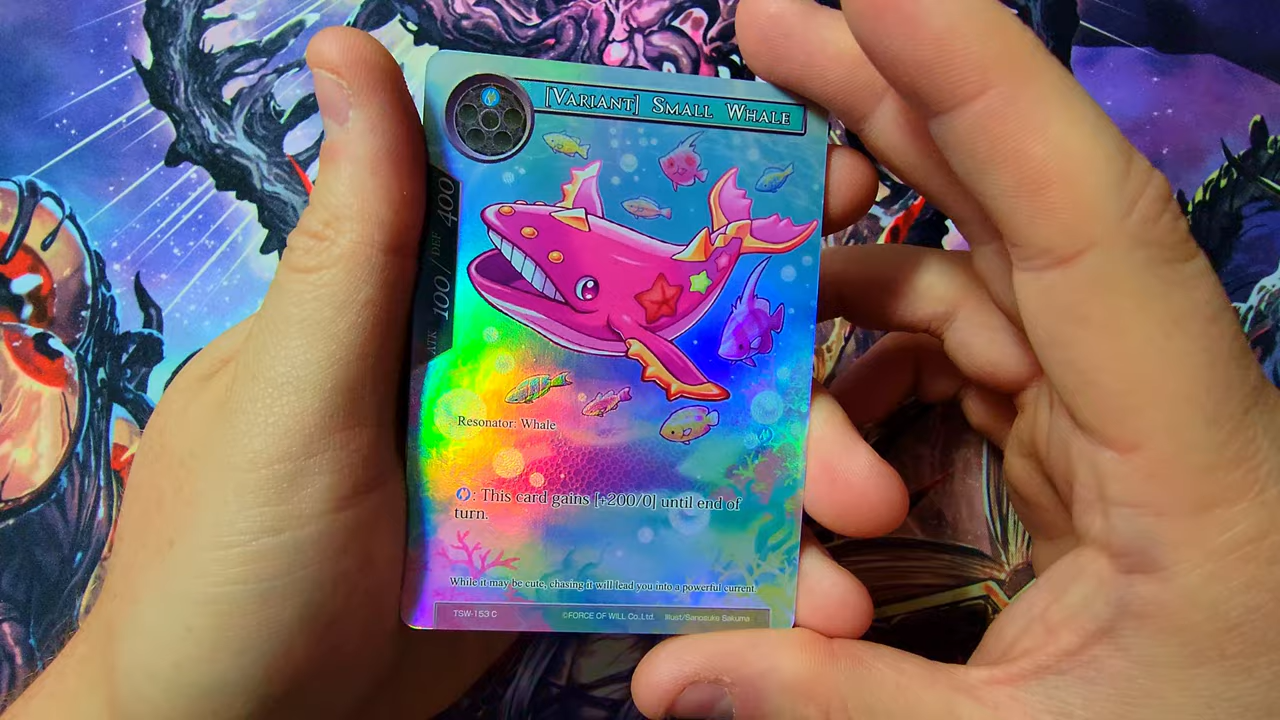 [Variant] Small Whale
ATK 100 / DEF 400
Resonator: Whale
: This card gains [+200/0] until end of
turn.
While it may be cute, chasing it will lead you into a powerful current.
TSW-153 C ©FORCE OF WILL Co.,Ltd. Illust/Sanosuke Sakuma